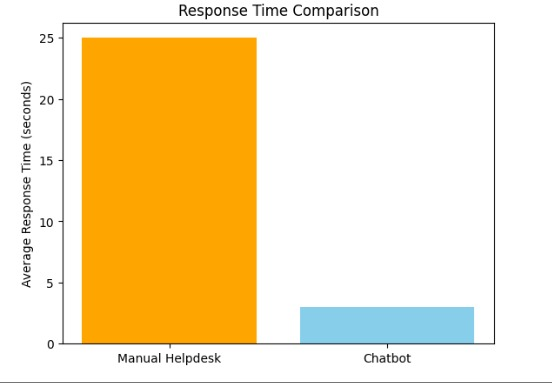 Response Time Comparison
Average Response Time (seconds)
25
20
15
10
5
0
Manual Helpdesk
Chatbot